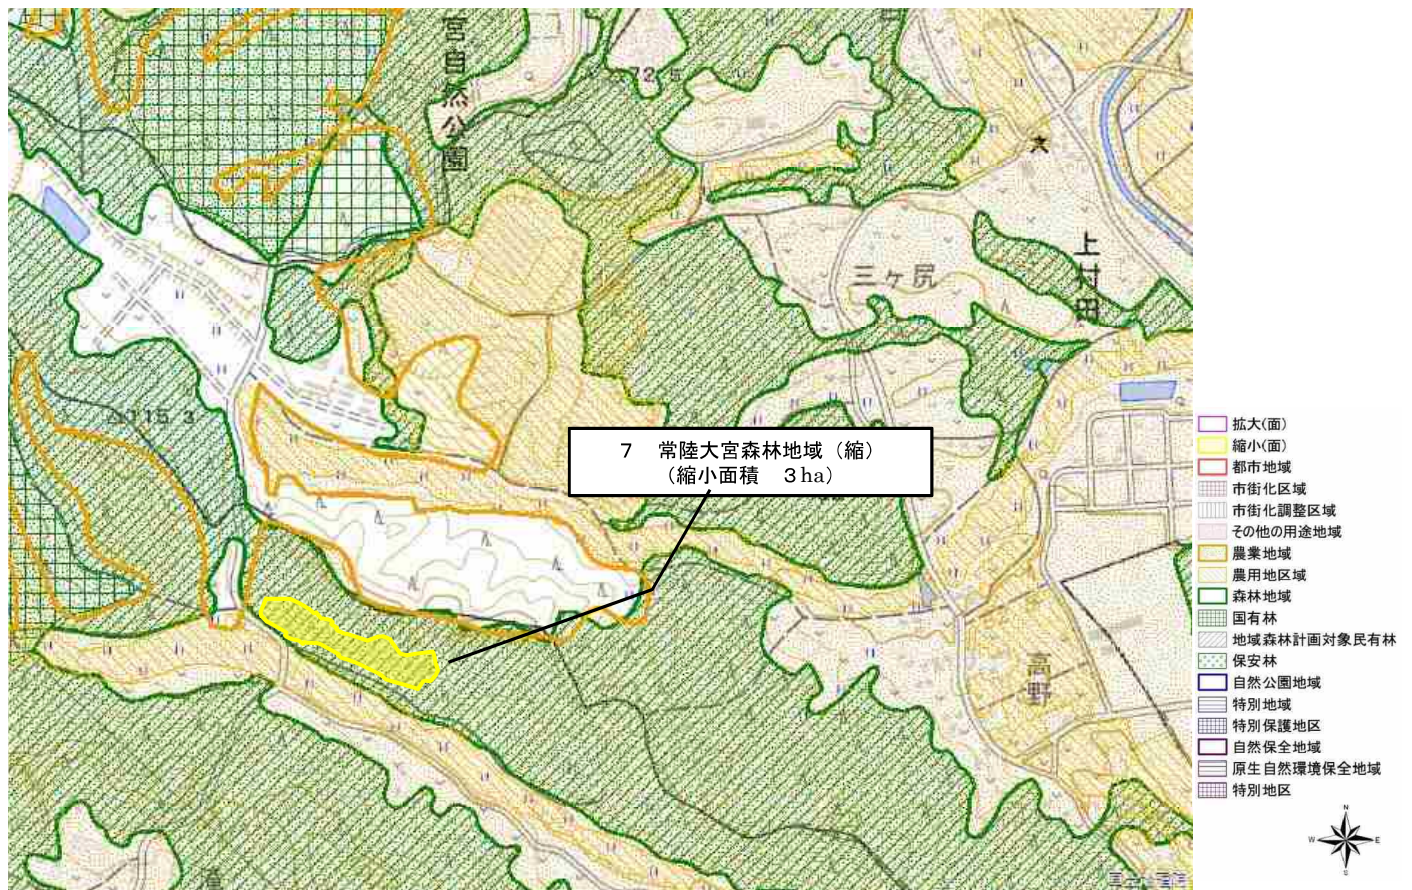 宮自然公園
72.5
上村田
三ケ尻
115.3
7 常陸大宮森林地域（縮）
（縮小面積 3ha）
高野
拡大(面)
縮小(面)
都市地域
市街化区域
市街化調整区域
その他の用途地域
農業地域
農用地区域
森林地域
国有林
地域森林計画対象民有林
保安林
自然公園地域
特別地域
特別保護地区
自然保全地域
原生自然環境保全地域
特別地区
N
W
E
S